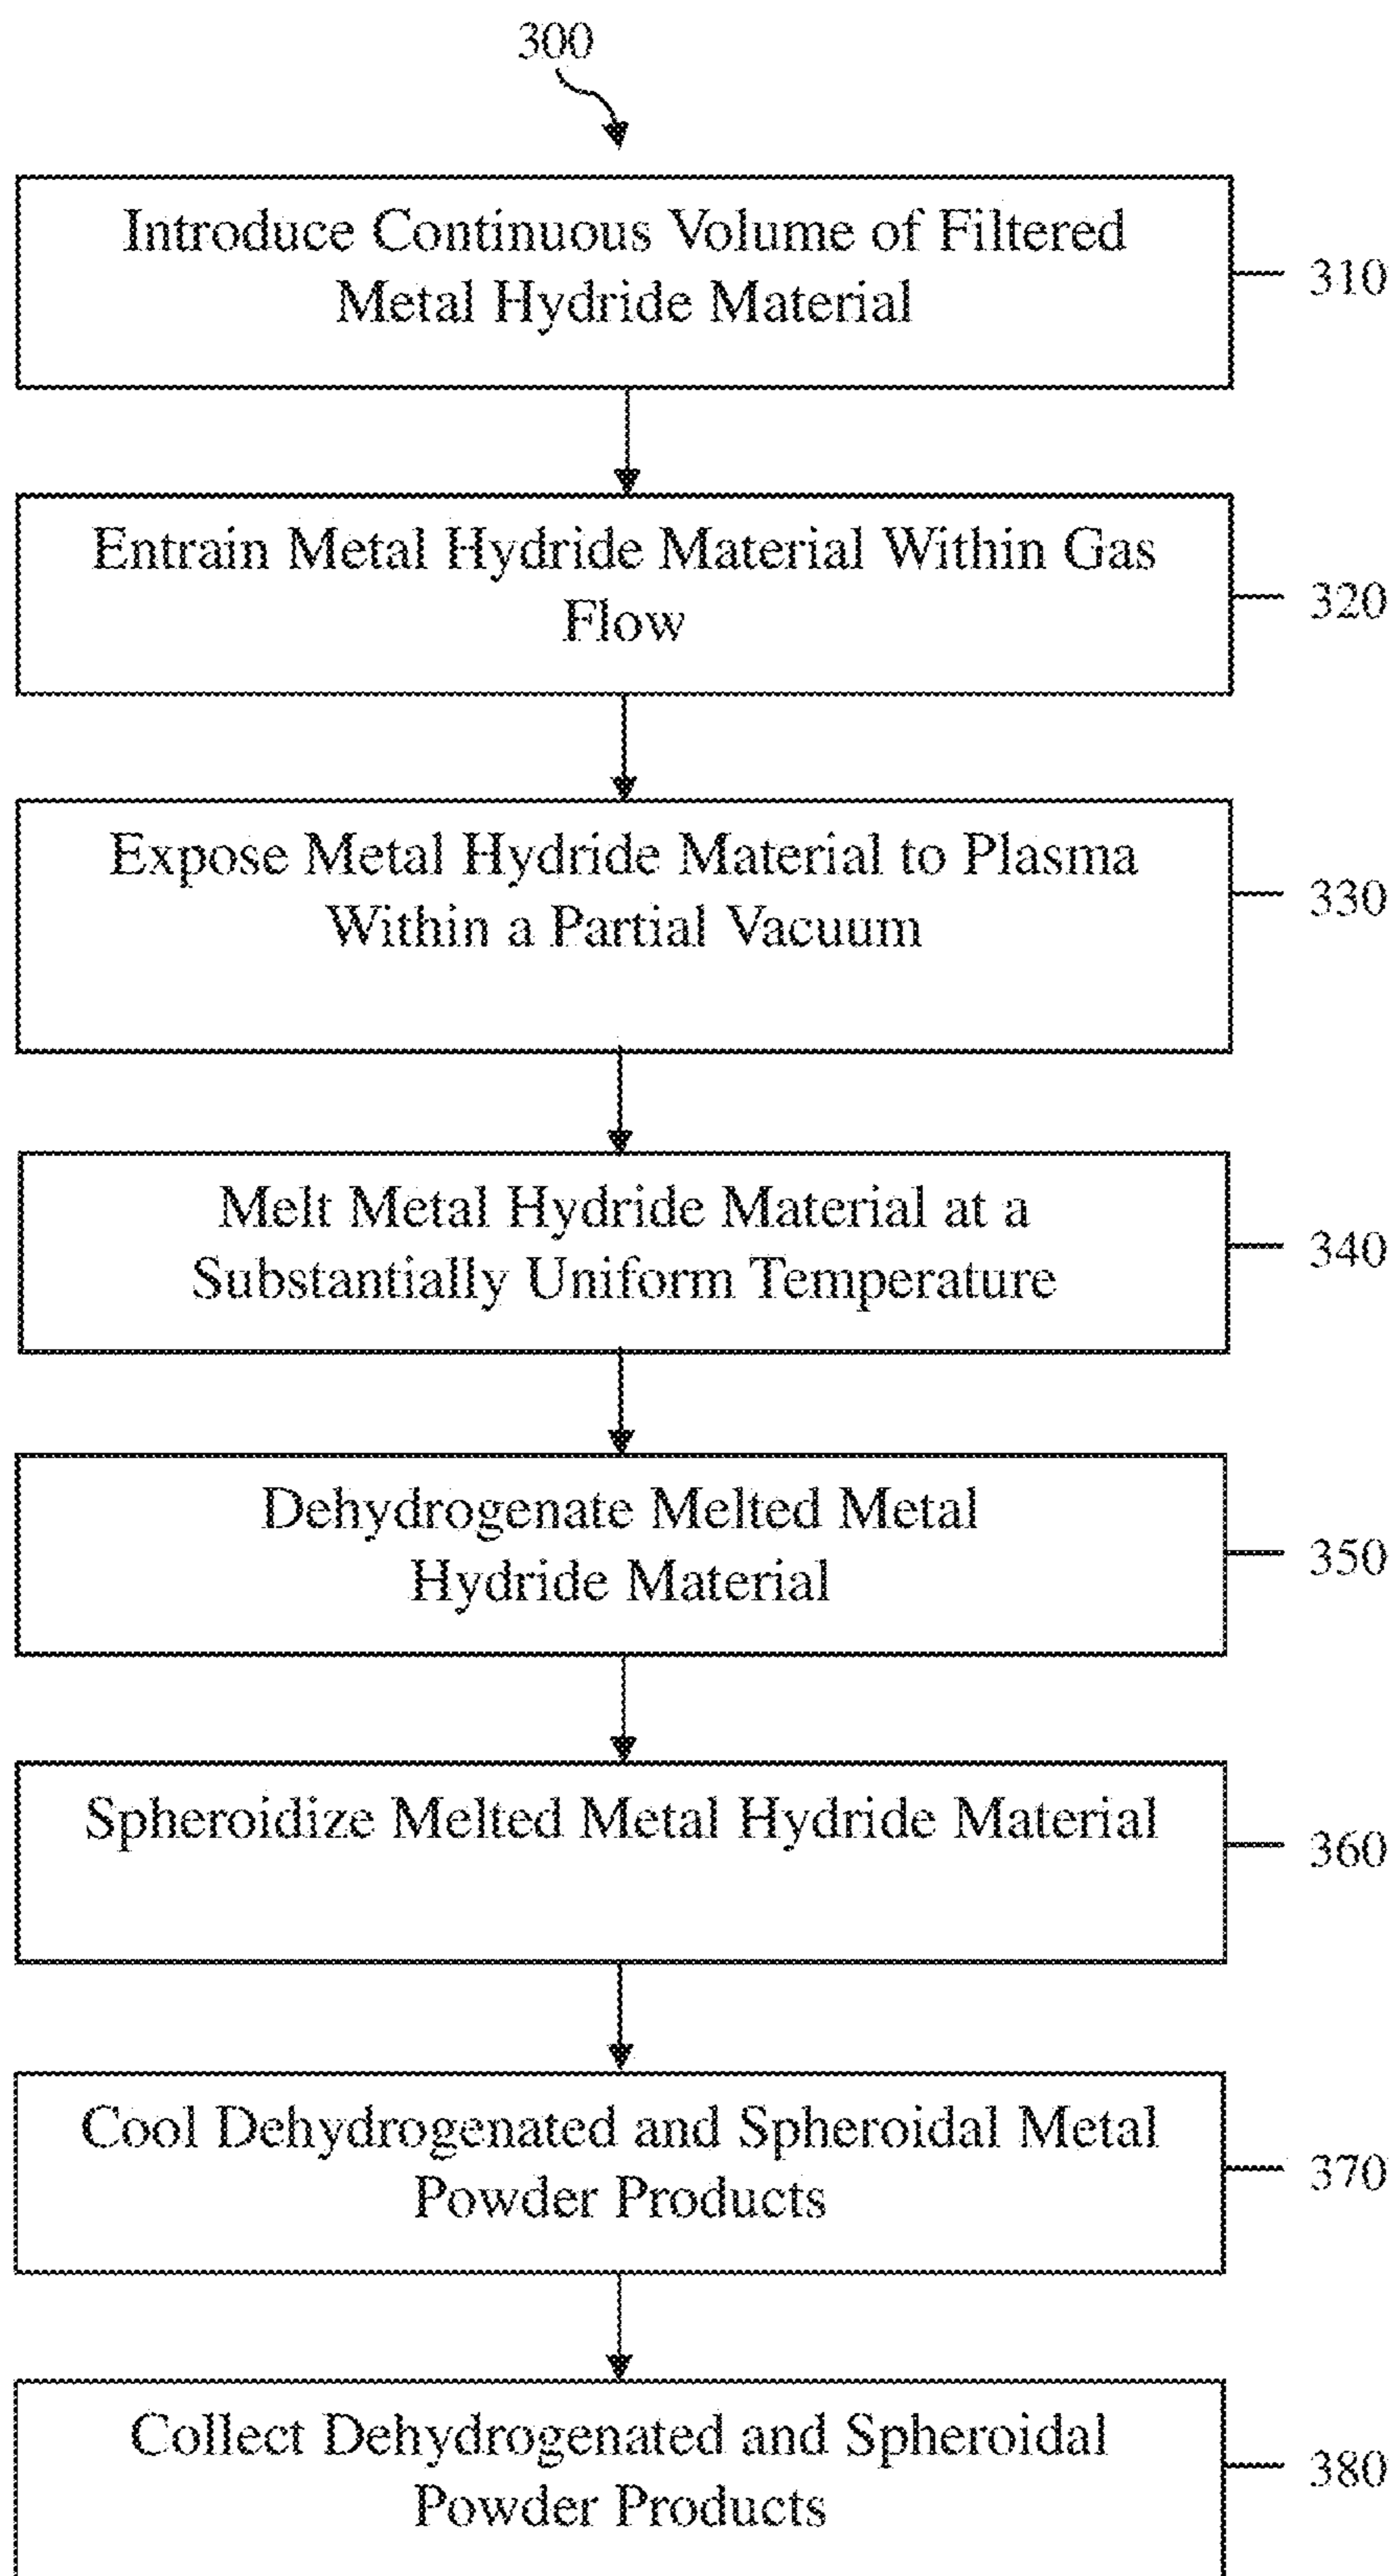 300
Introduce Continuous Volume of Filtered
Metal Hydride Material
310
Entrain Metal Hydride Material Within Gas
Flow
320
Expose Metal Hydride Material to Plasma
Within a Partial Vacuum
330
Melt Metal Hydride Material at a
Substantially Uniform Temperature
340
Dehydrogenate Melted Metal
Hydride Material
350
Spheroidize Melted Metal Hydride Material
360
Cool Dehydrogenated and Spheroidal Metal
Powder Products
370
Collect Dehydrogenated and Spheroidal
Powder Products
380